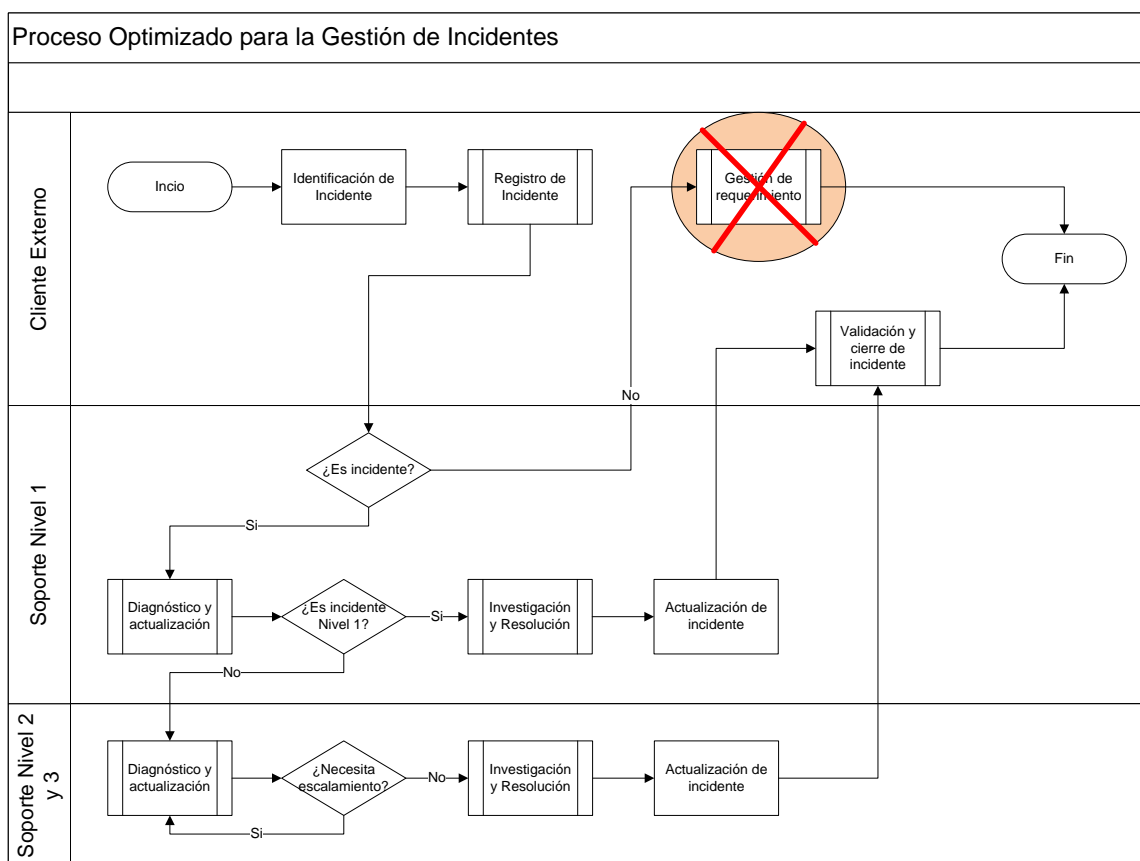 Proceso Optimizado para la Gestión de Incidentes
Cliente Externo
Incio
Identificación de
Incidente
Registro de
Incidente
Gestión de
requerimiento
Fin
Validación y
cierre de
incidente
No
Soporte Nivel 1
¿Es incidente?
Si
Diagnóstico y
actualización
¿Es incidente
Nivel 1?
Si
Investigación
y Resolución
Actualización de
incidente
No
Soporte Nivel 2
y 3
Diagnóstico y
actualización
¿Necesita
escalamiento?
No
Investigación
y Resolución
Actualización de
incidente
Si